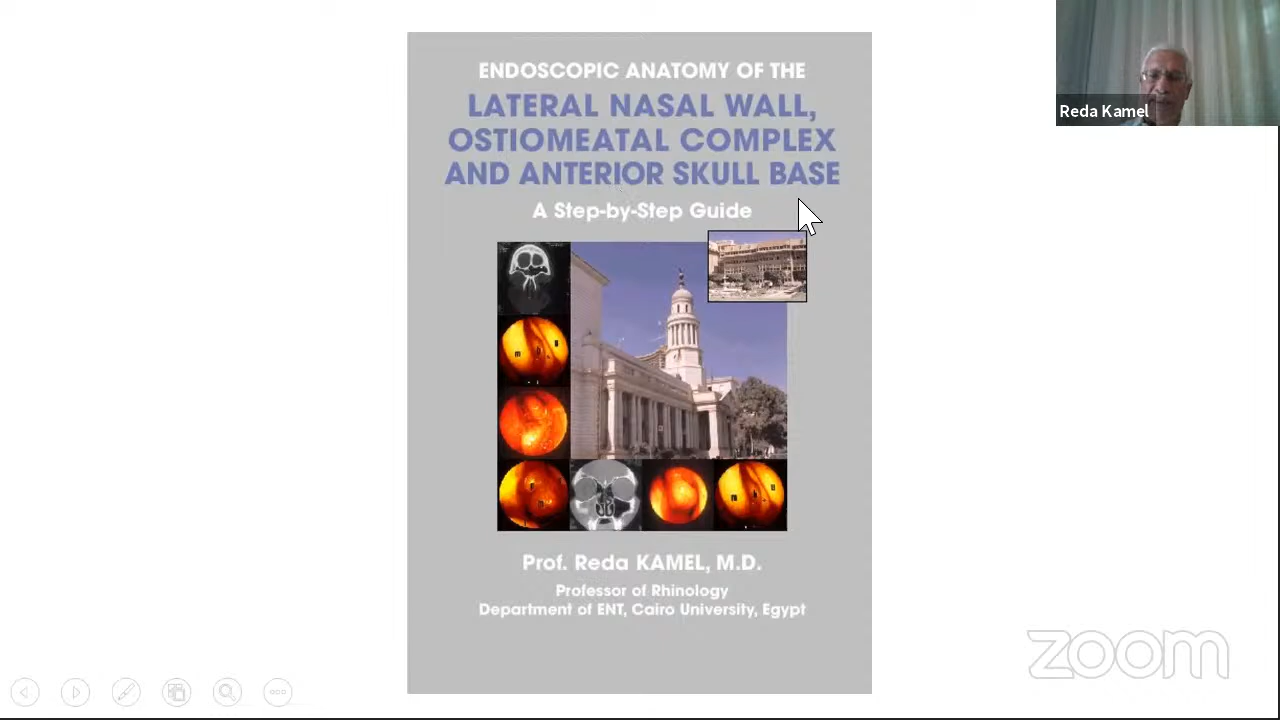 ENDOSCOPIC ANATOMY OF THE
LATERAL NASAL WALL,
OSTIOMEATAL COMPLEX
AND ANTERIOR SKULL BASE
A Step-by-Step Guide
Prof. Reda KAMEL, M.D.
Professor of Rhinology
Department of ENT, Cairo University, Egypt
Reda Kamel
zoom